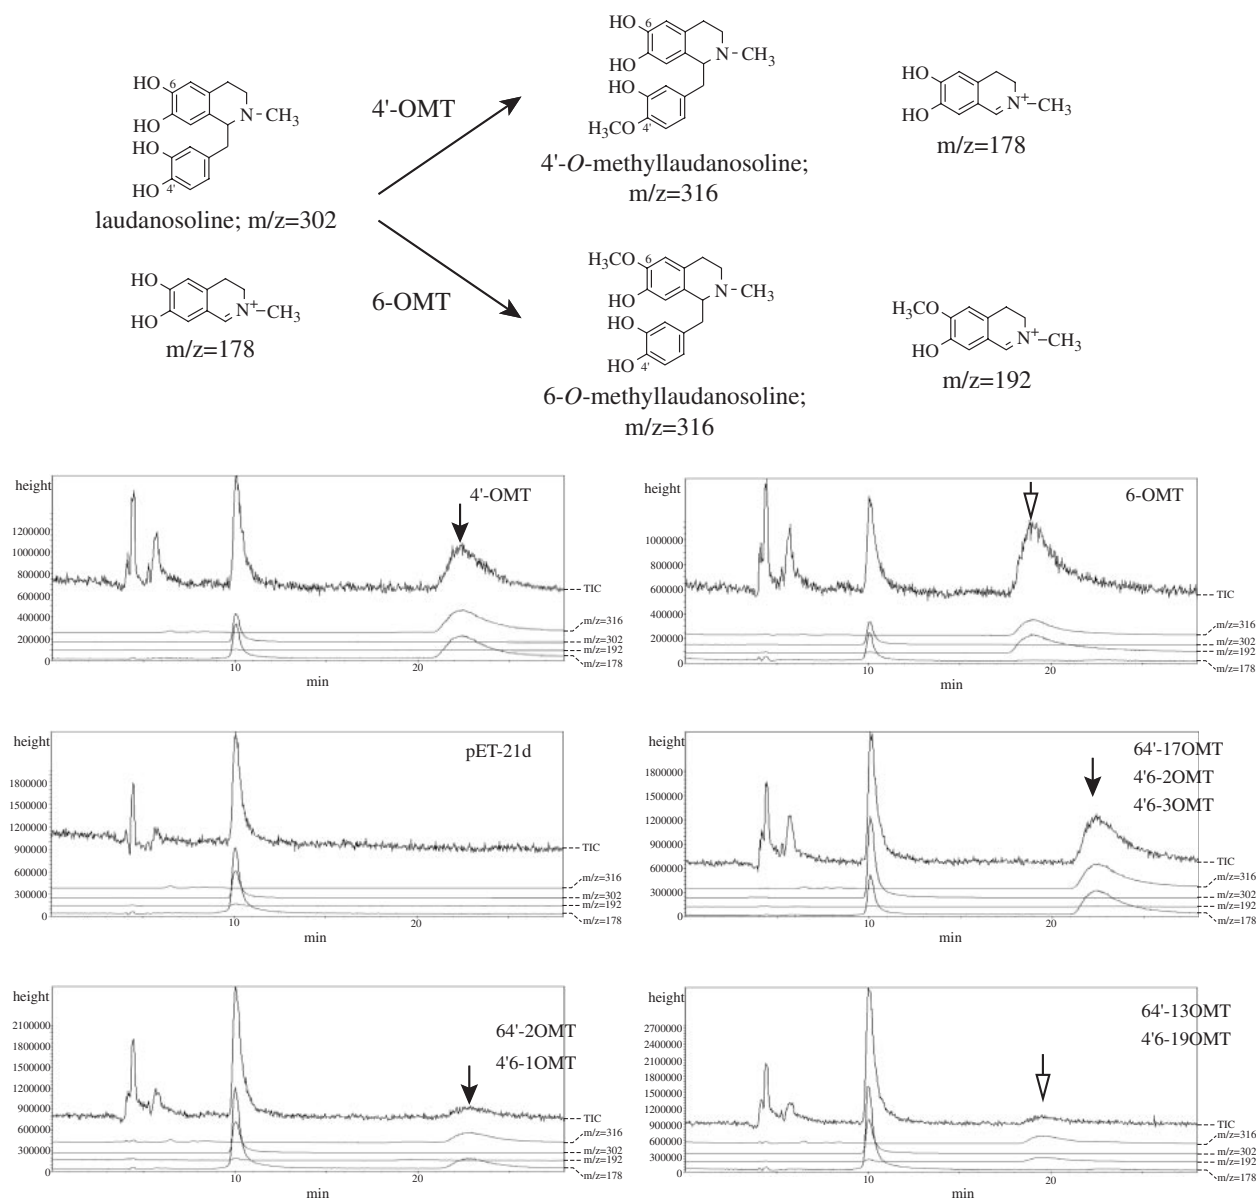 HO
6
HO
N
CH₃
HO
HO
4'
laudanosoline; m/z=302
HO
HO
N⁺
CH₃
m/z=178
4'-OMT
6-OMT
HO
6
HO
N
CH₃
HO
H₃CO
4'
4'-O-methyllaudanosoline;
m/z=316
HO
HO
N⁺
CH₃
m/z=178
H₃CO
6
HO
N
CH₃
HO
HO
4'
6-O-methyllaudanosoline;
m/z=316
H₃CO
HO
N⁺
CH₃
m/z=192
height
4'-OMT
1200000
1000000
800000
600000
400000
200000
0
10
20
min
TIC
m/z=316
m/z=302
m/z=192
m/z=178
height
6-OMT
1000000
800000
600000
400000
200000
0
10
20
min
TIC
m/z=316
m/z=302
m/z=192
m/z=178
height
pET-21d
1800000
1500000
1200000
900000
600000
300000
0
10
20
min
TIC
m/z=316
m/z=302
m/z=192
m/z=178
height
64'-17OMT
4'6-2OMT
4'6-3OMT
1800000
1500000
1200000
900000
600000
300000
0
10
20
min
TIC
m/z=316
m/z=302
m/z=192
m/z=178
height
64'-2OMT
4'6-1OMT
2100000
1800000
1500000
1200000
900000
600000
300000
0
10
20
min
TIC
m/z=316
m/z=302
m/z=192
m/z=178
height
64'-13OMT
4'6-19OMT
2700000
2400000
2100000
1800000
1500000
1200000
900000
600000
300000
0
10
20
min
TIC
m/z=316
m/z=302
m/z=192
m/z=178